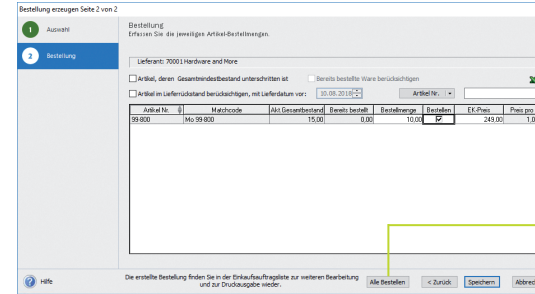 Bestellung erzeugen Seite 2 von 2
1 Auswahl
2 Bestellung
Bestellung
Erfassen Sie die jeweiligen Artikel-Bestellmengen.
Lieferant: 70001 Hardware and More
Artikel, deren Gesamtmindestbestand unterschritten ist Bereits bestellte Ware berücksichtigen
Artikel im Lieferrückstand berücksichtigen, mit Lieferdatum vor: 10.09.2018 Artikel Nr.
Artikel Nr. Matchcode Akt.Gesamtbestand Bereits bestellt Bestellmenge Bestellen EK-Preis Preis pro
99-800 Mo 99-800 15,00 0,00 10,00 249,00 1,0
Hilfe
Die erstellte Bestellung finden Sie in der Einkaufsauftragsliste zur weiteren Bearbeitung
und zur Druckausgabe wieder.
Alle Bestellen < Zurück Speichern Abbrec